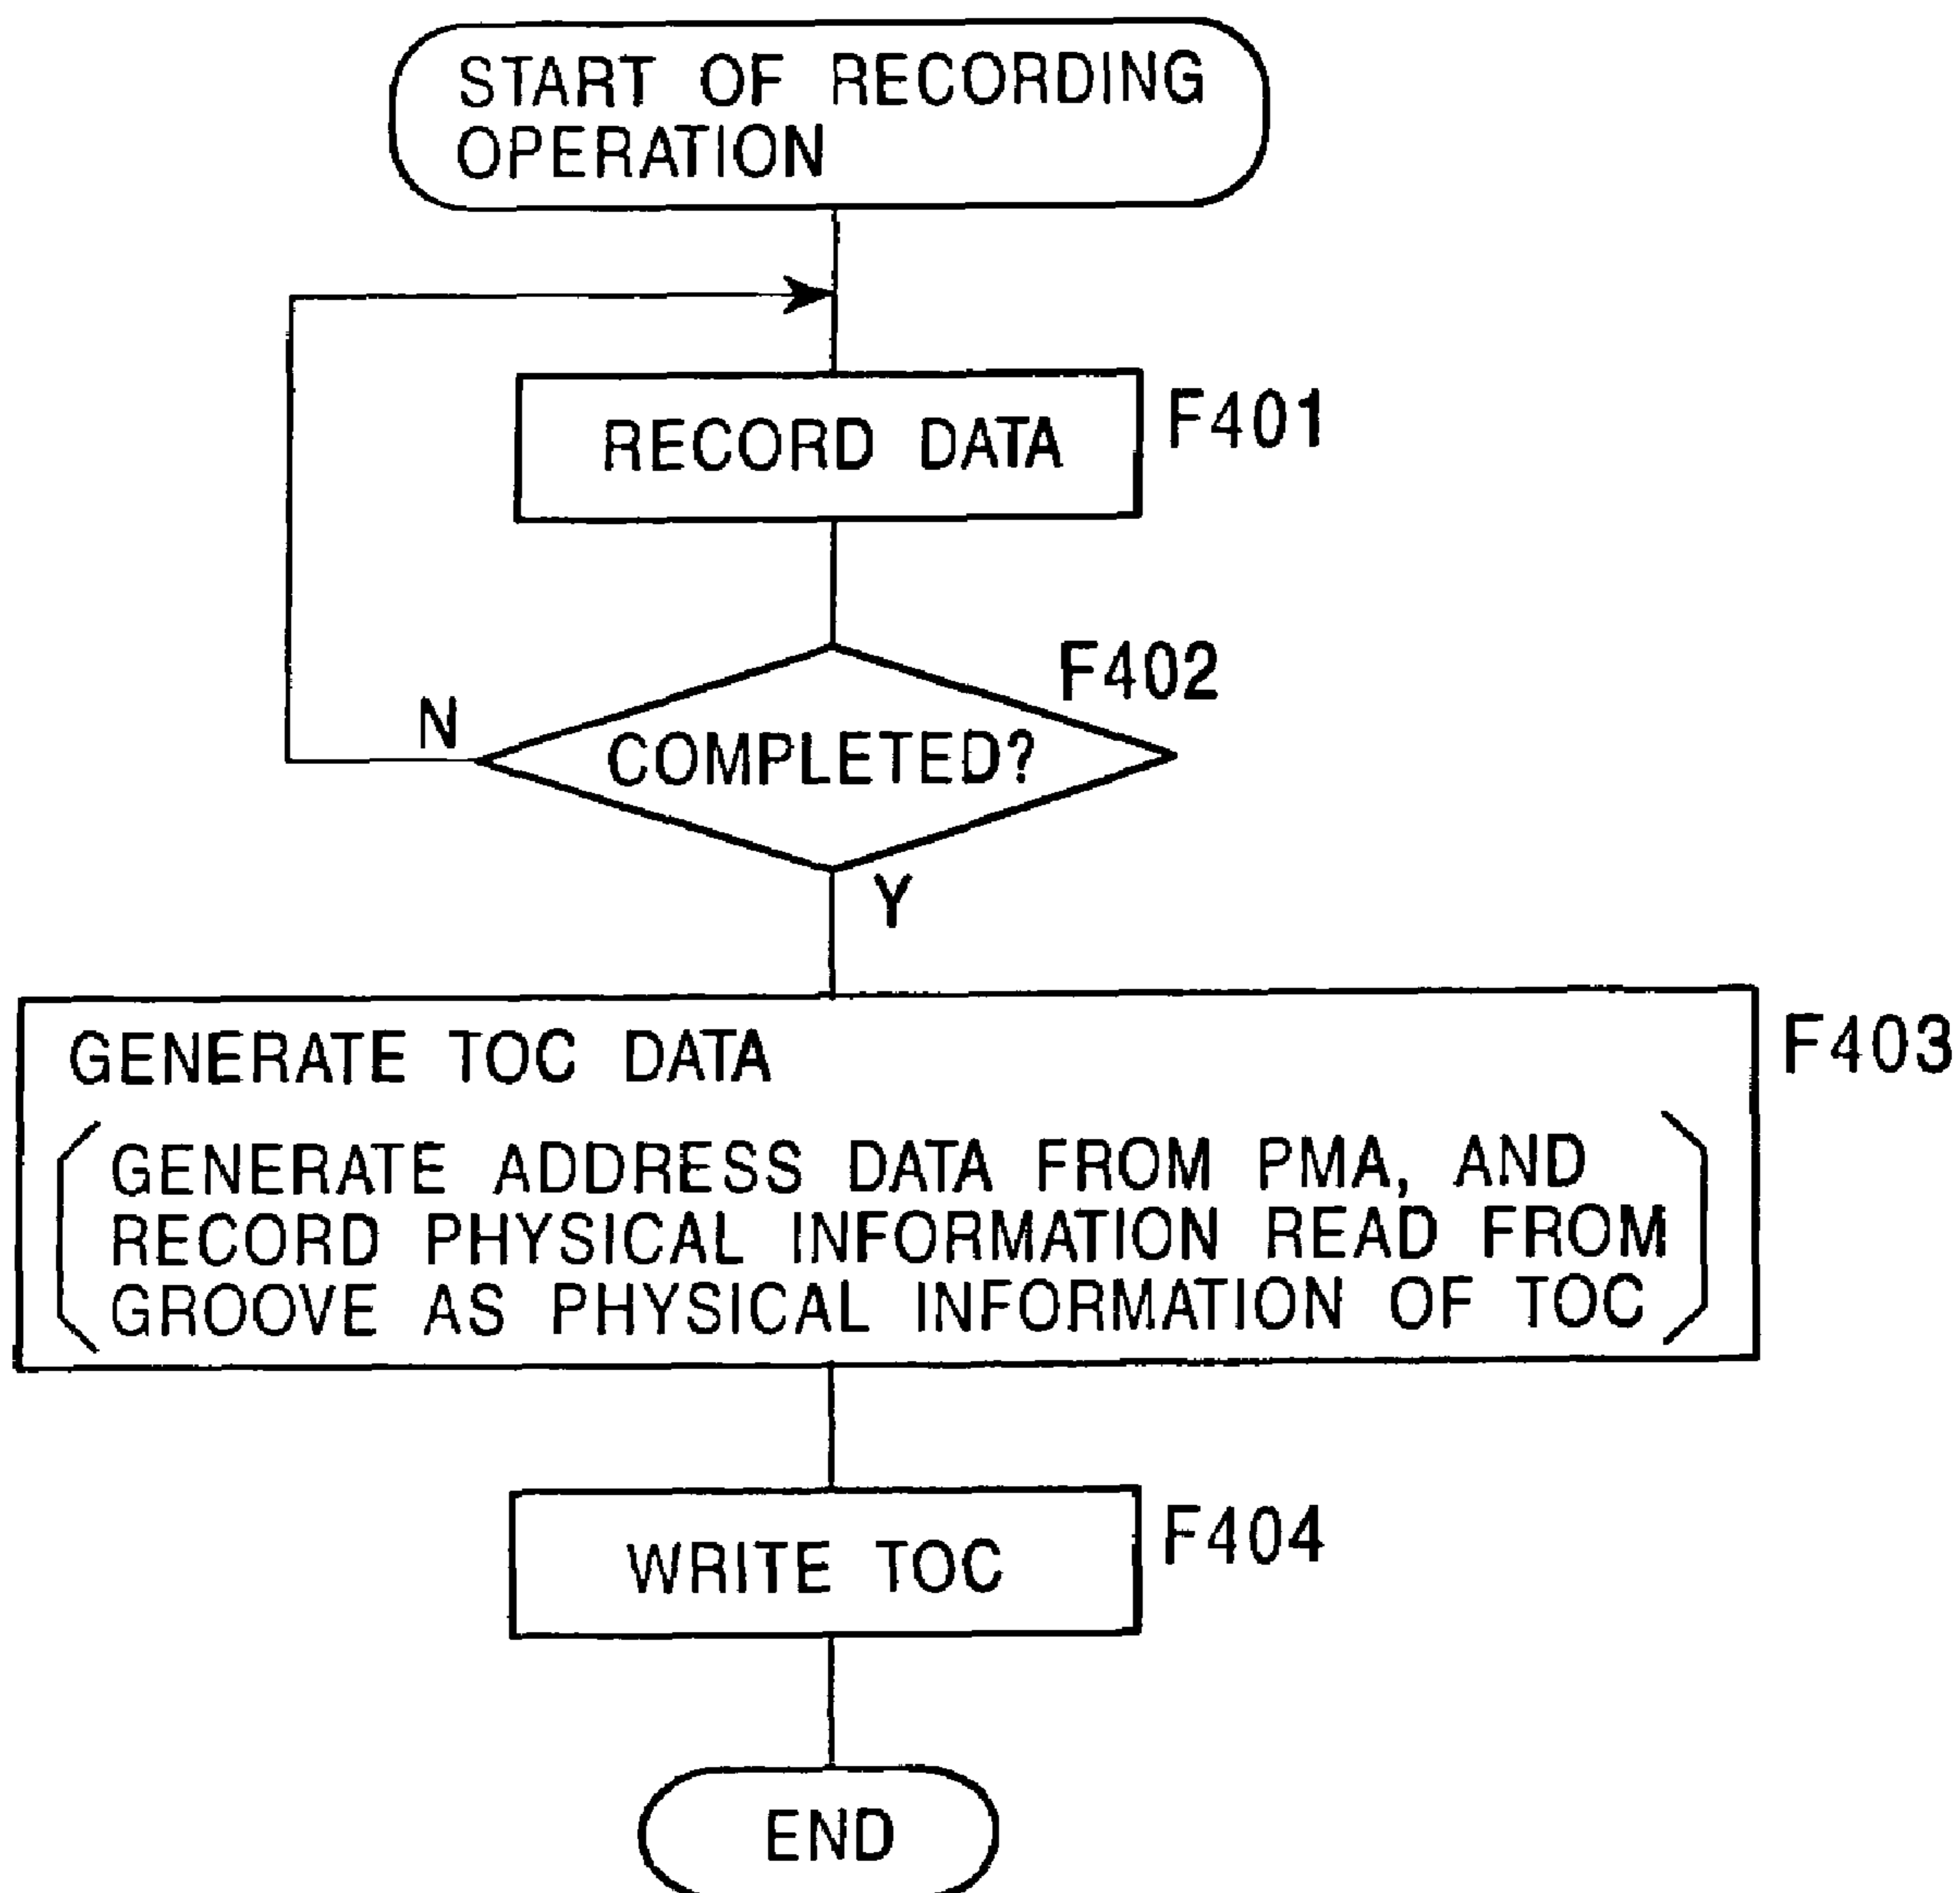 START OF RECORDING
OPERATION
RECORD DATA
F401
F402
N
COMPLETED?
Y
GENERATE TOC DATA
F403
GENERATE ADDRESS DATA FROM PMA, AND
RECORD PHYSICAL INFORMATION READ FROM
GROOVE AS PHYSICAL INFORMATION OF TOC
WRITE TOC
F404
END